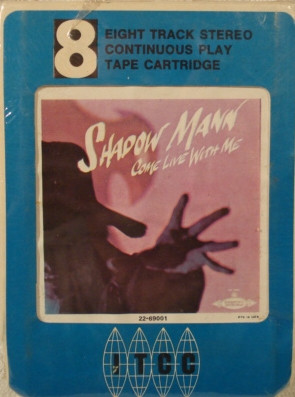 8
EIGHT TRACK STEREO
CONTINUOUS PLAY
TAPE CARTRIDGE
SHADOW MANN
COME LIVE WITH ME
22-69001
ITCC